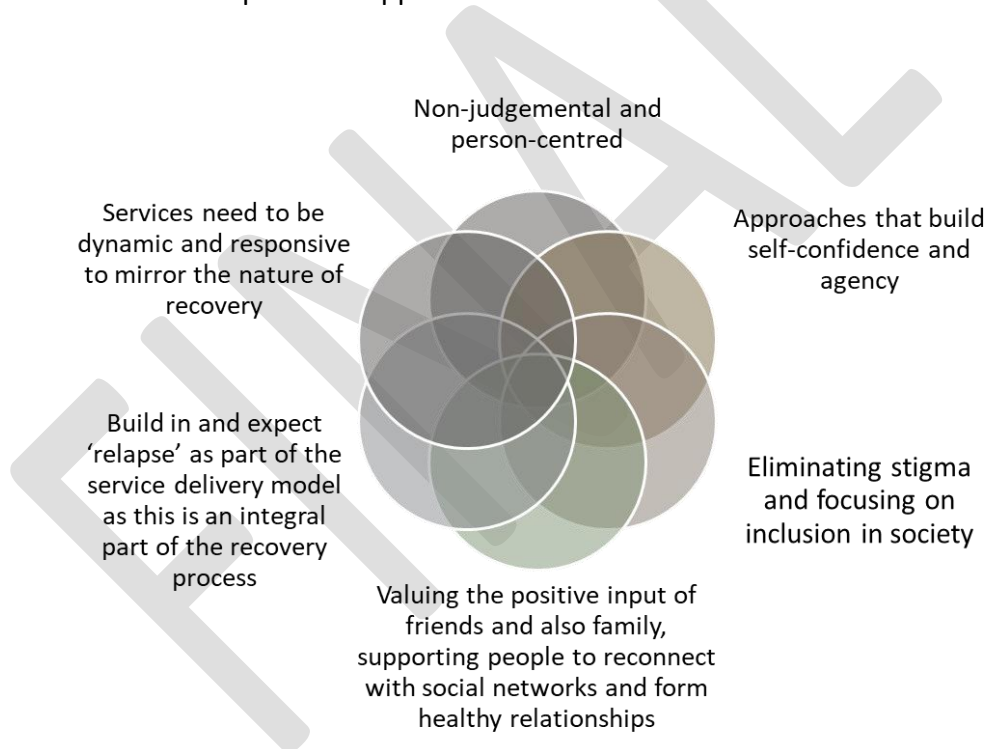 Non-judgemental and
person-centred
Approaches that build
self-confidence and
agency
Eliminating stigma
and focusing on
inclusion in society
Valuing the positive input of
friends and also family,
supporting people to reconnect
with social networks and form
healthy relationships
Build in and expect
‘relapse’ as part of the
service delivery model
as this is an integral
part of the recovery
process
Services need to be
dynamic and responsive
to mirror the nature of
recovery
FINAL